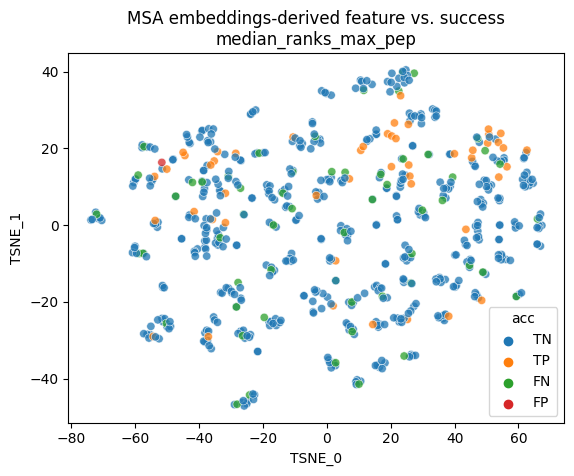 MSA embeddings-derived feature vs. success
median_ranks_max_pep
TSNE_1
40
20
0
−20
−40
acc
TN
TP
FN
FP
−80
−60
−40
−20
0
20
40
60
TSNE_0